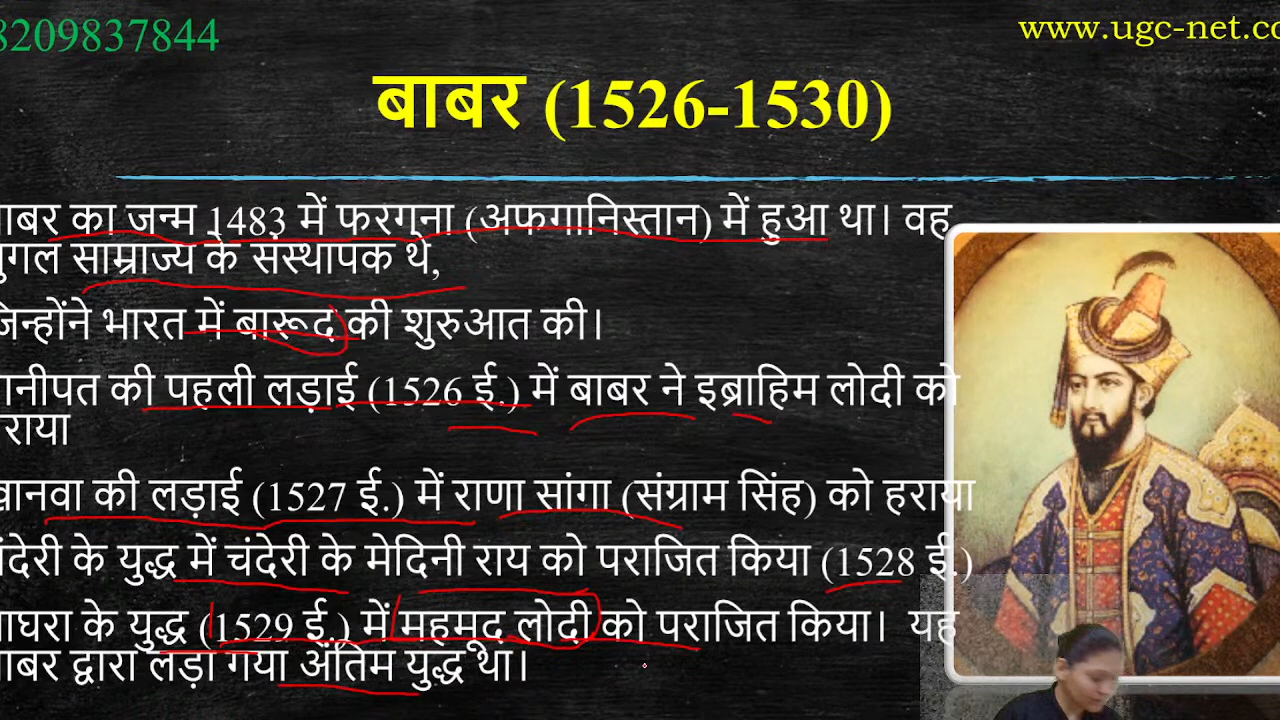 8209837844
www.ugc-net.co
बाबर (1526-1530)
ाबर का जन्म 1483 में फरगना (अफगानिस्तान) में हुआ था। वह
ुगल साम्राज्य के संस्थापक थे,
जिन्होंने भारत में बारूद की शुरुआत की।
ानीपत की पहली लड़ाई (1526 ई.) में बाबर ने इब्राहिम लोदी को
राया
खानवा की लड़ाई (1527 ई.) में राणा सांगा (संग्राम सिंह) को हराया
ंदेरी के युद्ध में चंदेरी के मेदिनी राय को पराजित किया (1528 ई.)
ाघरा के युद्ध (1529 ई.) में महमूद लोदी को पराजित किया। यह
ाबर द्वारा लड़ा गया अंतिम युद्ध था।